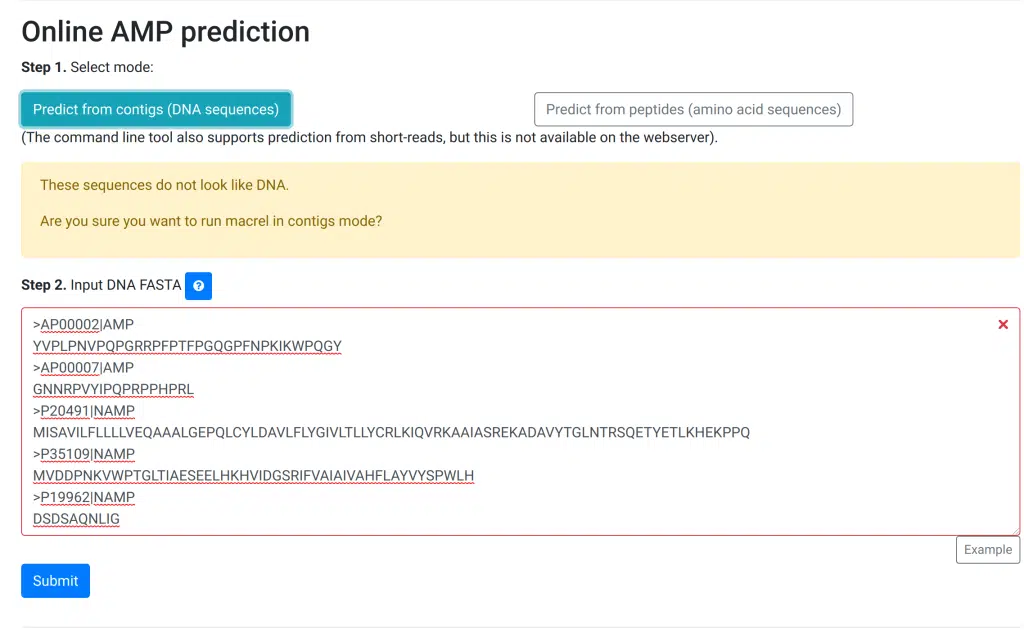 Online AMP prediction
Step 1. Select mode:
Predict from contigs (DNA sequences)
Predict from peptides (amino acid sequences)
(The command line tool also supports prediction from short-reads, but this is not available on the webserver).
These sequences do not look like DNA.
Are you sure you want to run macrel in contigs mode?
Step 2. Input DNA FASTA ?
>AP00002|AMP
YVPLPNVPQPGRRPFPTFPGQGPFNPKIKWPQGY
>AP00007|AMP
GNNRPVYIPQPRPPHPRL
>P20491|NAMP
MISAVILFLLLLVEQAAALGEPQLCYLDAVLFLYGIVLTLLYCRLKIQVRKAAIASREKADAVYTGLNTRSQETYETLKHEKPPQ
>P35109|NAMP
MVDDPNKVWPTGLTIAESEELHKHVIDGSRIFVAIAIVAHFLAYVYSPWLH
>P19962|NAMP
DSDSAQNLIG
Example
Submit